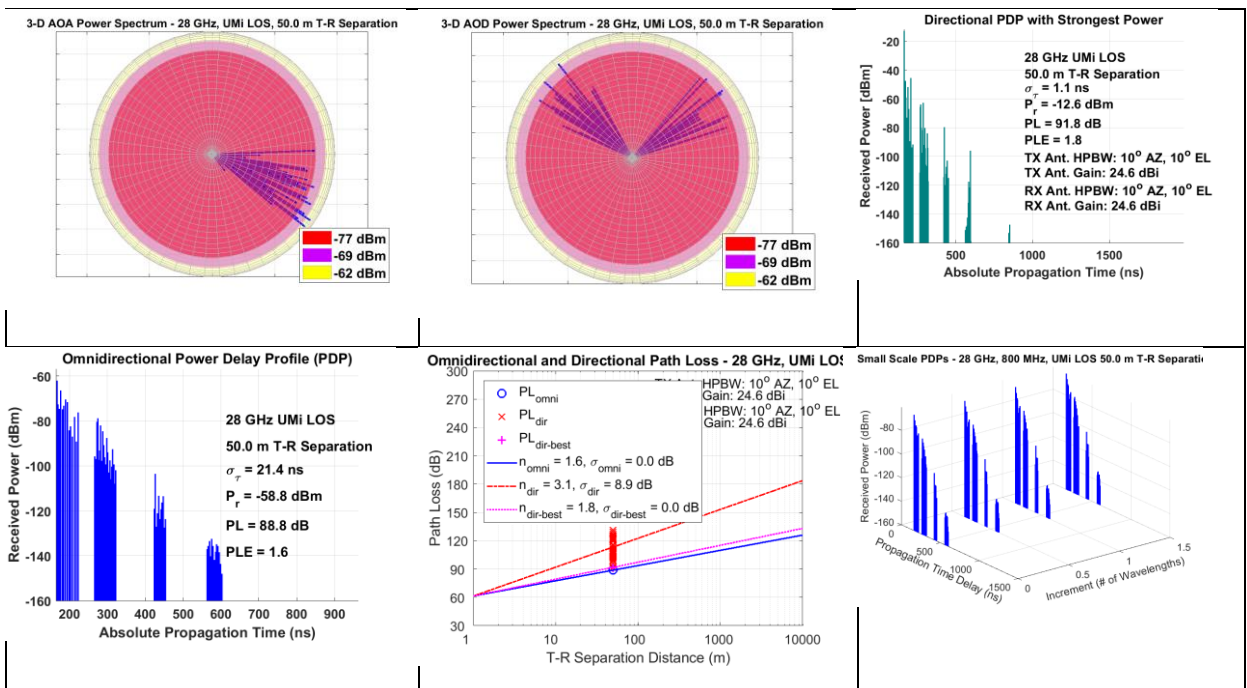 3-D AOA Power Spectrum - 28 GHz, UMi LOS, 50.0 m T-R Separation
-77 dBm
-69 dBm
-62 dBm
3-D AOD Power Spectrum - 28 GHz, UMi LOS, 50.0 m T-R Separation
-77 dBm
-69 dBm
-62 dBm
Directional PDP with Strongest Power
Received Power [dBm]
-20
-40
-60
-80
-100
-120
-140
-160
28 GHz UMi LOS
50.0 m T-R Separation
στ = 1.1 ns
Pr = -12.6 dBm
PL = 91.8 dB
PLE = 1.8
TX Ant. HPBW: 10° AZ, 10° EL
TX Ant. Gain: 24.6 dBi
RX Ant. HPBW: 10° AZ, 10° EL
RX Ant. Gain: 24.6 dBi
500 1000 1500
Absolute Propagation Time (ns)
Omnidirectional Power Delay Profile (PDP)
Received Power (dBm)
-60
-80
-100
-120
-140
-160
28 GHz UMi LOS
50.0 m T-R Separation
στ = 21.4 ns
Pr = -58.8 dBm
PL = 88.8 dB
PLE = 1.6
200 300 400 500 600 700 800 900
Absolute Propagation Time (ns)
Omnidirectional and Directional Path Loss - 28 GHz, UMi LOS
Path Loss (dB)
300
270
240
210
180
150
120
90
60
30
HPBW: 10° AZ, 10° EL
Gain: 24.6 dBi
HPBW: 10° AZ, 10° EL
Gain: 24.6 dBi
PLomni
PLdir
PLdir-best
nomni = 1.6, σomni = 0.0 dB
ndir = 3.1, σdir = 8.9 dB
ndir-best = 1.8, σdir-best = 0.0 dB
1 10 100 1000 10000
T-R Separation Distance (m)
Small Scale PDPs - 28 GHz, 800 MHz, UMi LOS 50.0 m T-R Separati
Received Power (dBm)
-80
-100
-120
-140
-160
0
500
1000
1500
Propagation Time Delay (ns)
0
0.5
1
1.5
Increment (# of Wavelengths)